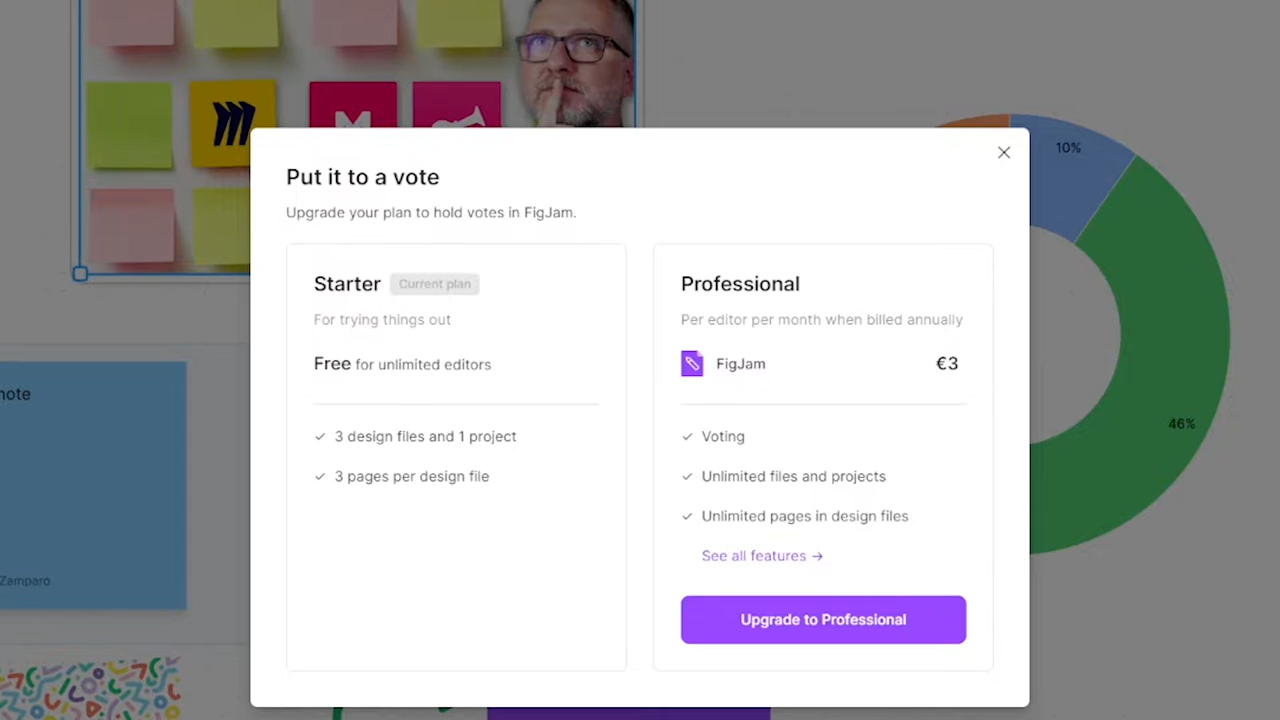 Put it to a vote
Upgrade your plan to hold votes in FigJam.
Starter Current plan
For trying things out
Free for unlimited editors
✓ 3 design files and 1 project
✓ 3 pages per design file
Professional
Per editor per month when billed annually
FigJam €3
✓ Voting
✓ Unlimited files and projects
✓ Unlimited pages in design files
See all features →
Upgrade to Professional
10%
46%
Zamparo